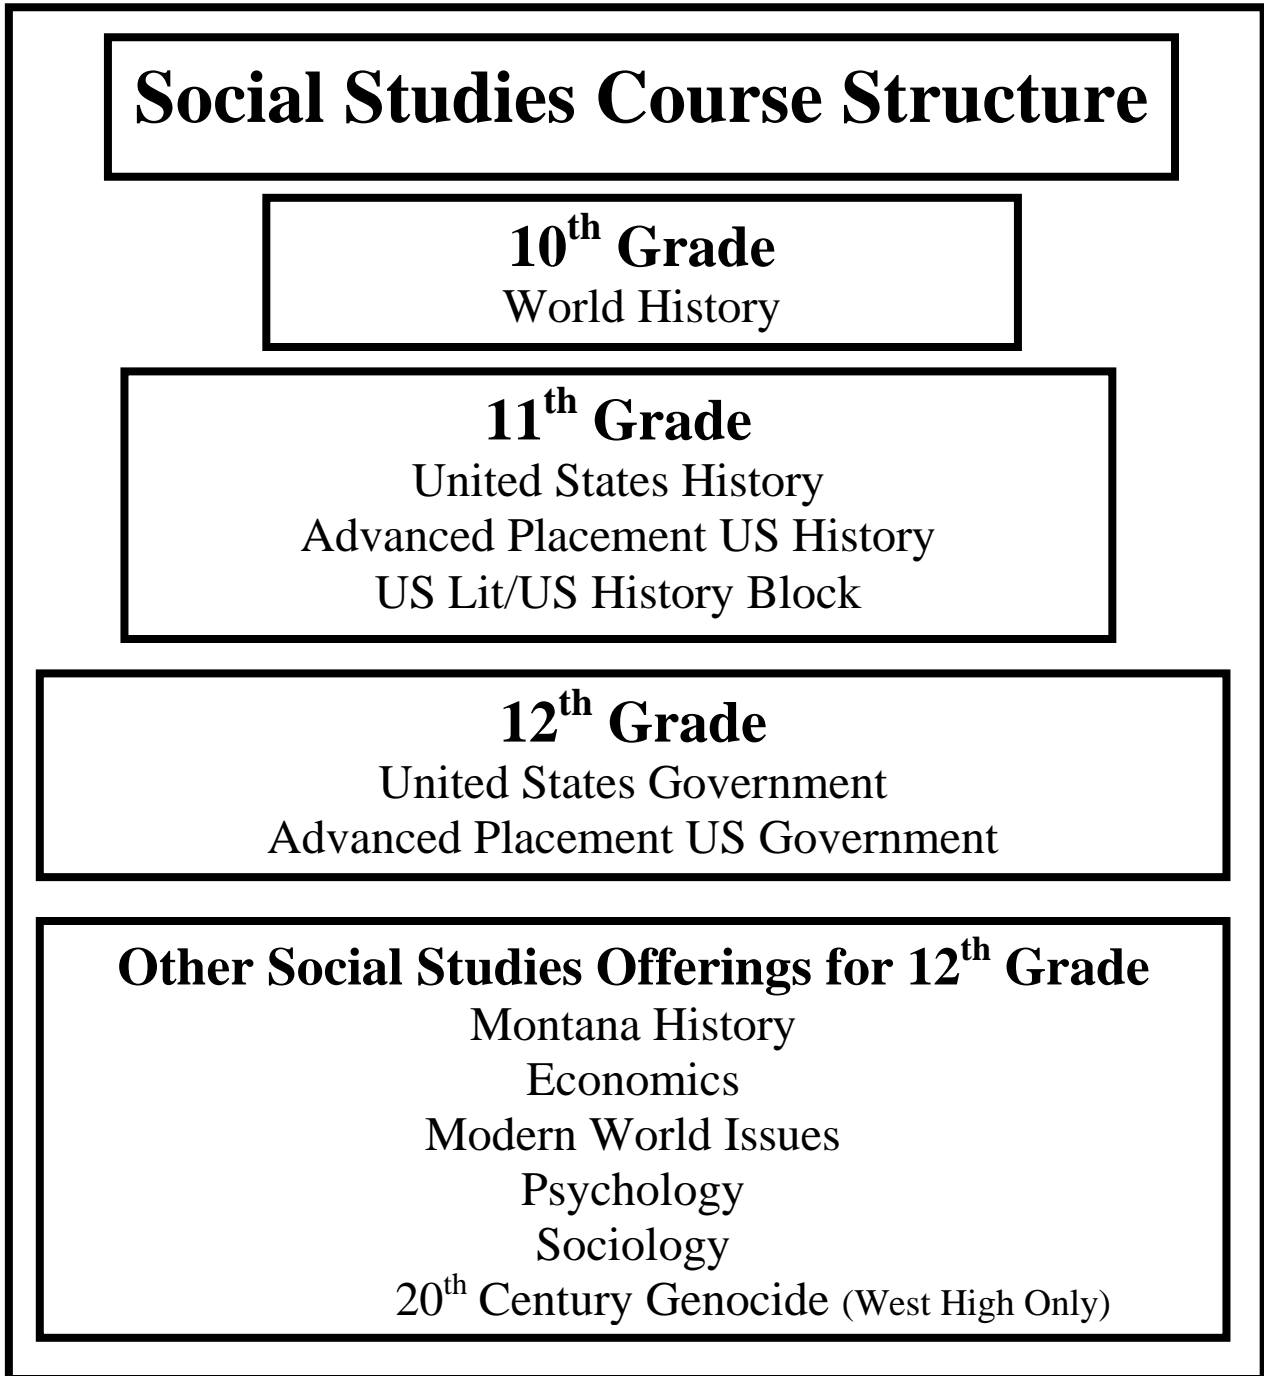 Social Studies Course Structure
10th Grade
World History
11th Grade
United States History
Advanced Placement US History
US Lit/US History Block
12th Grade
United States Government
Advanced Placement US Government
Other Social Studies Offerings for 12th Grade
Montana History
Economics
Modern World Issues
Psychology
Sociology
20th Century Genocide (West High Only)